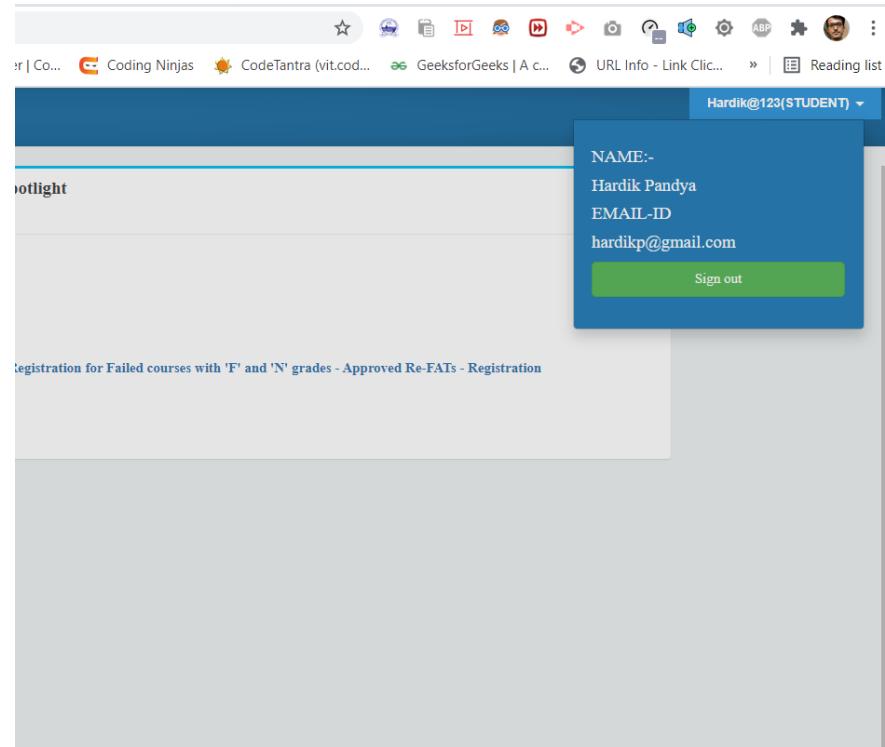 er | Co... Coding Ninjas CodeTantra (vit.cod... GeeksforGeeks | A c... URL Info - Link Clic... » Reading list
Hardik@123(STUDENT)
NAME:-
potlight
Hardik Pandya
EMAIL-ID
hardikp@gmail.com
Sign out
Registration for Failed courses with 'F' and 'N' grades - Approved Re-FATs - Registration